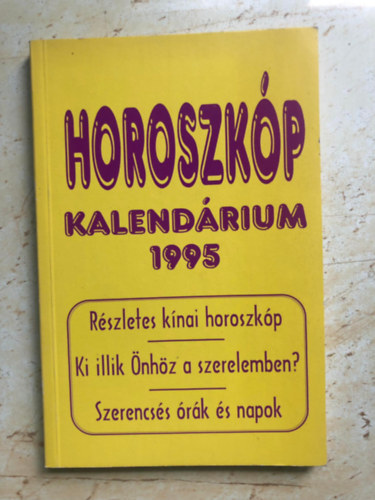 HOROSZKÓP
KALENDÁRIUM
1995
Részletes kínai horoszkóp
Ki illik Önhöz a szerelemben?
Szerencsés órák és napok